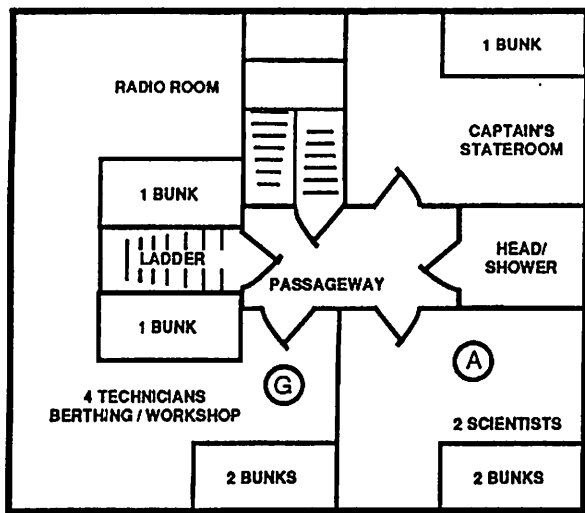 1 BUNK
RADIO ROOM
CAPTAIN'S
STATEROOM
1 BUNK
LADDER
HEAD/
SHOWER
PASSAGEWAY
1 BUNK
G
A
4 TECHNICIANS
BERTHING / WORKSHOP
2 SCIENTISTS
2 BUNKS
2 BUNKS